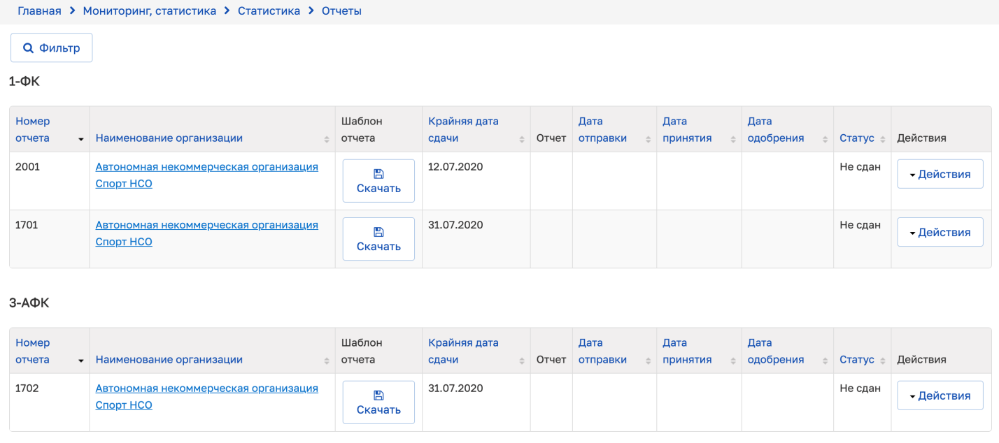 Главная > Мониторинг, статистика > Статистика > Отчеты
Фильтр
1-ФК
Номер отчета Наименование организации Шаблон отчета Крайняя дата сдачи Отчет Дата отправки Дата принятия Дата одобрения Статус Действия
2001 Автономная некоммерческая организация 12.07.2020 Не сдан Действия
Спорт НСО Скачать
1701 Автономная некоммерческая организация 31.07.2020 Не сдан Действия
Спорт НСО Скачать
3-АФК
Номер отчета Наименование организации Шаблон отчета Крайняя дата сдачи Отчет Дата отправки Дата принятия Дата одобрения Статус Действия
1702 Автономная некоммерческая организация 31.07.2020 Не сдан Действия
Спорт НСО Скачать